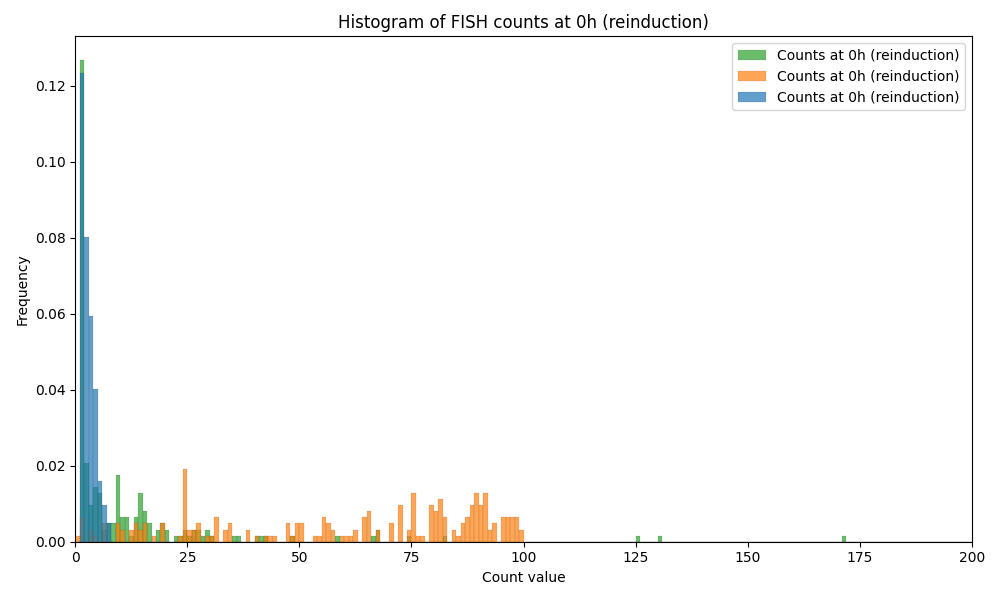 Histogram of FISH counts at 0h (reinduction)
Counts at 0h (reinduction)
Counts at 0h (reinduction)
Counts at 0h (reinduction)
Frequency
0.12
0.10
0.08
0.06
0.04
0.02
0.00
0 25 50 75 100 125 150 175 200
Count value